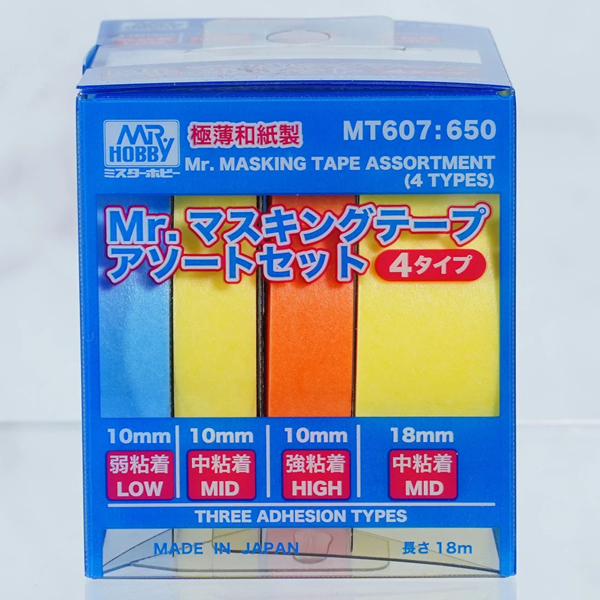 MR
HOBBY
MR
HOBBY
ミスターホビー
極薄和紙製
MT607:650
Mr. MASKING TAPE ASSORTMENT
(4 TYPES)
Mr. マスキングテープ
アソートセット 4タイプ
10mm 10mm 10mm 18mm
弱粘着 中粘着 強粘着 中粘着
LOW MID HIGH MID
THREE ADHESION TYPES
MADE IN JAPAN 長さ18m